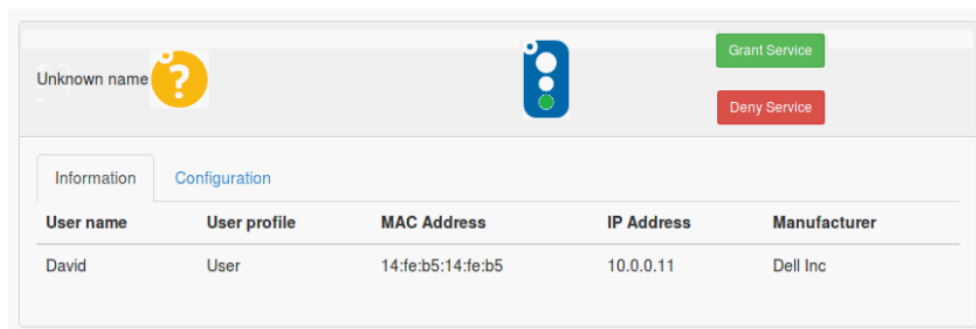 Grant Service
Unknown name ?
Deny Service
Information Configuration
User name User profile MAC Address IP Address Manufacturer
David User 14:fe:b5:14:fe:b5 10.0.0.11 Dell Inc